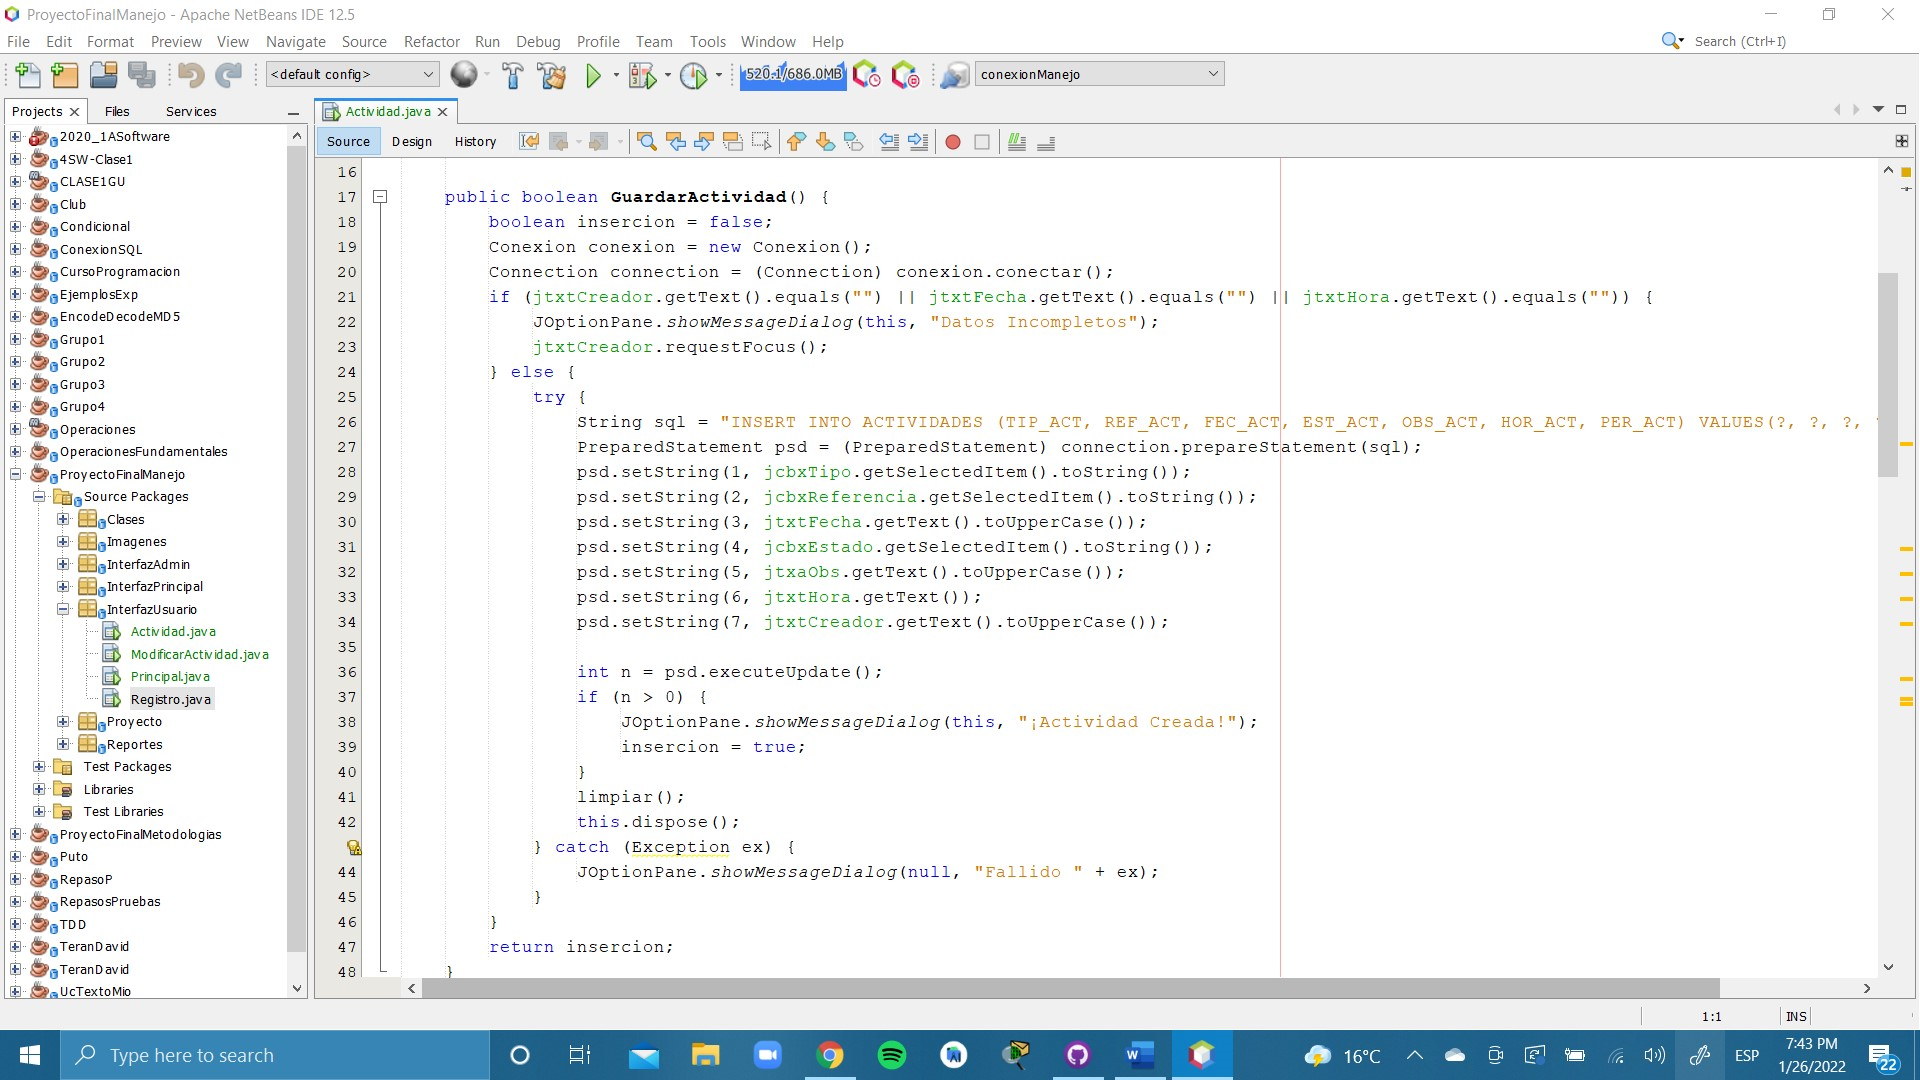 ProyectoFinalManejo - Apache NetBeans IDE 12.5
File Edit Format Preview View Navigate Source Refactor Run Debug Profile Team Tools Window Help
Search (Ctrl+I)
<default config>
520.1/686.0MB
conexionManejo
Projects Files Services
Actividad.java
Source Design History
2020_1ASoftware
4SW-Clase1
CLASE1GU
Club
Condicional
ConexionSQL
CursoProgramacion
EjemplosExp
EncodeDecodeMD5
Grupo1
Grupo2
Grupo3
Grupo4
Operaciones
OperacionesFundamentales
ProyectoFinalManejo
Source Packages
Clases
Imagenes
InterfazAdmin
InterfazPrincipal
InterfazUsuario
Actividad.java
ModificarActividad.java
Principal.java
Registro.java
Proyecto
Reportes
Test Packages
Libraries
Test Libraries
ProyectoFinalMetodologias
Puto
RepasoP
RepasosPruebas
TDD
TeranDavid
TeranDavid
UcTextoMio
16
17 public boolean GuardarActividad() {
18 boolean insercion = false;
19 Conexion conexion = new Conexion();
20 Connection connection = (Connection) conexion.conectar();
21 if (jtxtCreador.getText().equals("") || jtxtFecha.getText().equals("") || jtxtHora.getText().equals("")) {
22 JOptionPane.showMessageDialog(this, "Datos Incompletos");
23 jtxtCreador.requestFocus();
24 } else {
25 try {
26 String sql = "INSERT INTO ACTIVIDADES (TIP_ACT, REF_ACT, FEC_ACT, EST_ACT, OBS_ACT, HOR_ACT, PER_ACT) VALUES(?, ?, ?,
27 PreparedStatement psd = (PreparedStatement) connection.prepareStatement(sql);
28 psd.setString(1, jcbxTipo.getSelectedItem().toString());
29 psd.setString(2, jcbxReferencia.getSelectedItem().toString());
30 psd.setString(3, jtxtFecha.getText().toUpperCase());
31 psd.setString(4, jcbxEstado.getSelectedItem().toString());
32 psd.setString(5, jtxaObs.getText().toUpperCase());
33 psd.setString(6, jtxtHora.getText());
34 psd.setString(7, jtxtCreador.getText().toUpperCase());
35
36 int n = psd.executeUpdate();
37 if (n > 0) {
38 JOptionPane.showMessageDialog(this, "¡Actividad Creada!");
39 insercion = true;
40 }
41 limpiar();
42 this.dispose();
} catch (Exception ex) {
44 JOptionPane.showMessageDialog(null, "Fallido " + ex);
45 }
46 }
47 return insercion;
48 }
1:1 INS
Type here to search
16°C
ESP
7:43 PM
1/26/2022
22